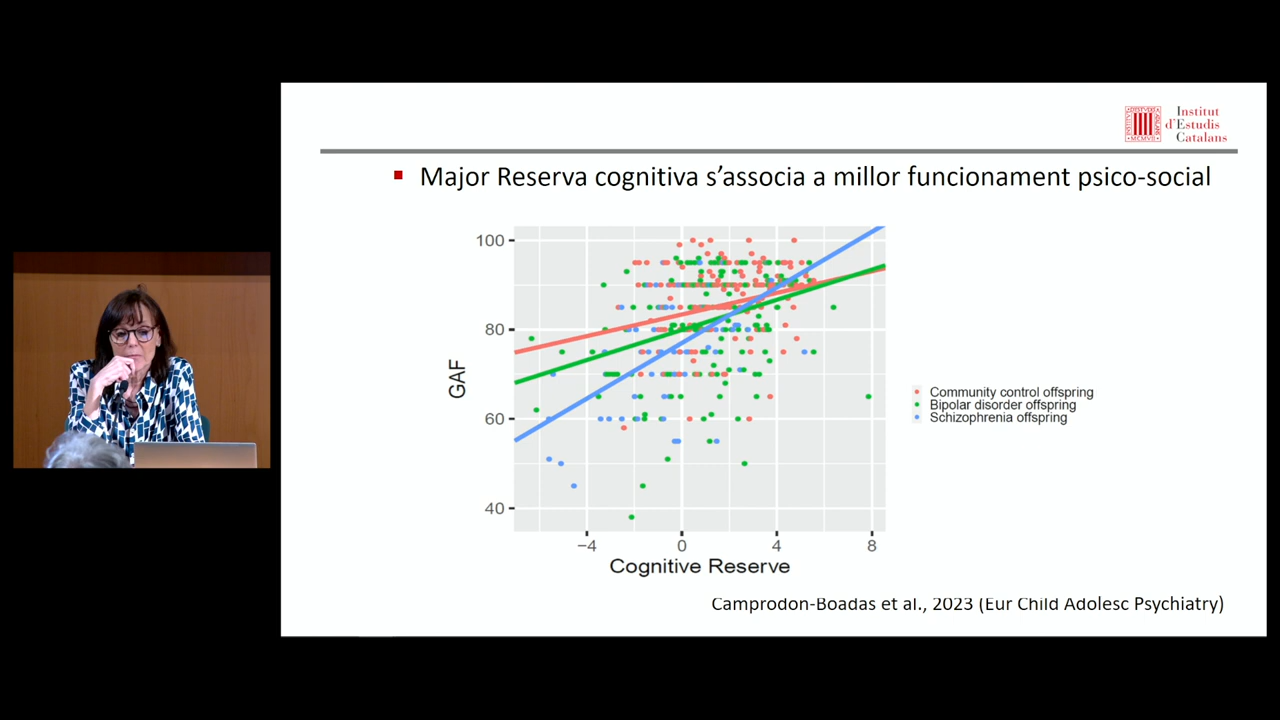 Institut
d'Estudis
Catalans
Major Reserva cognitiva s'associa a millor funcionament psico-social
100
80
60
40
GAF
−4 0 4 8
Cognitive Reserve
Community control offspring
Bipolar disorder offspring
Schizophrenia offspring
Camprodon-Boadas et al., 2023 (Eur Child Adolesc Psychiatry)